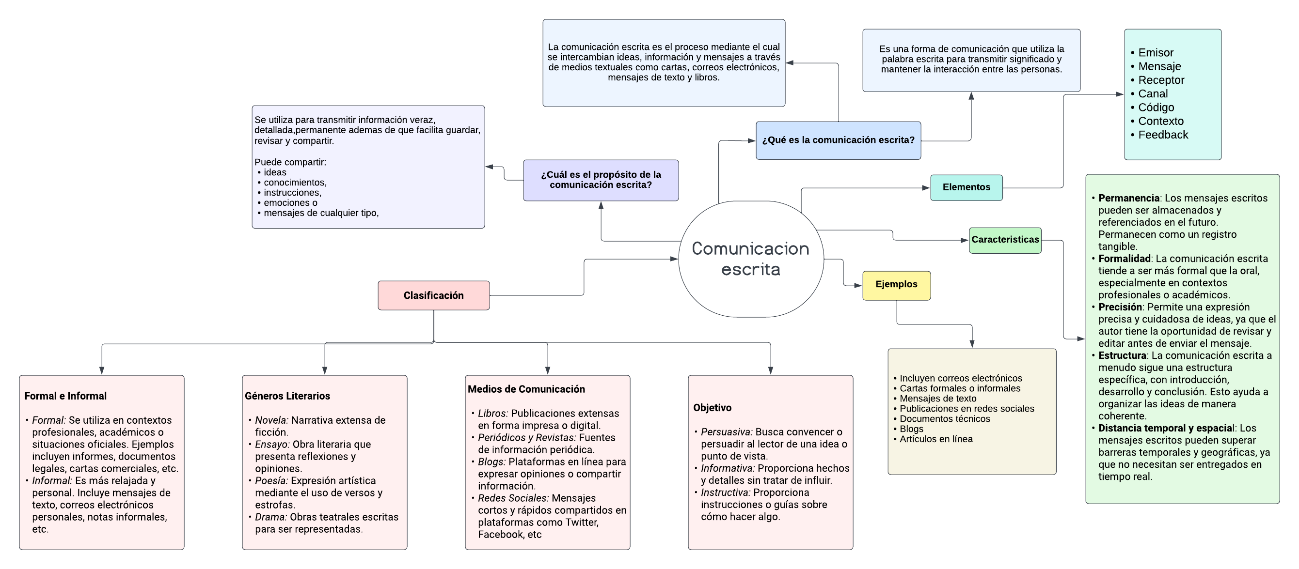 La comunicación escrita es el proceso mediante el cual
se intercambian ideas, información y mensajes a través
de medios textuales como cartas, correos electrónicos,
mensajes de texto y libros.
Es una forma de comunicación que utiliza la
palabra escrita para transmitir significado y
mantener la interacción entre las personas.
• Emisor
• Mensaje
• Receptor
• Canal
• Código
• Contexto
• Feedback
Se utiliza para transmitir información veraz,
detallada,permanente ademas de que facilita guardar,
revisar y compartir.
Puede compartir:
• ideas
• conocimientos,
• instrucciones,
• emociones o
• mensajes de cualquier tipo,
¿Cuál es el propósito de la
comunicación escrita?
¿Qué es la comunicación escrita?
Elementos
Caracteristicas
Comunicacion
escrita
Ejemplos
Clasificación
• Permanencia: Los mensajes escritos
pueden ser almacenados y
referenciados en el futuro.
Permanecen como un registro
tangible.
• Formalidad: La comunicación escrita
tiende a ser más formal que la oral,
especialmente en contextos
profesionales o académicos.
• Precisión: Permite una expresión
precisa y cuidadosa de ideas, ya que el
autor tiene la oportunidad de revisar y
editar antes de enviar el mensaje.
• Estructura: La comunicación escrita a
menudo sigue una estructura
específica, con introducción,
desarrollo y conclusión. Esto ayuda a
organizar las ideas de manera
coherente.
• Distancia temporal y espacial: Los
mensajes escritos pueden superar
barreras temporales y geográficas, ya
que no necesitan ser entregados en
tiempo real.
• Incluyen correos electrónicos
• Cartas formales o informales
• Mensajes de texto
• Publicaciones en redes sociales
• Documentos técnicos
• Blogs
• Artículos en línea
Formal e Informal
• Formal: Se utiliza en contextos
profesionales, académicos o
situaciones oficiales. Ejemplos
incluyen informes, documentos
legales, cartas comerciales, etc.
• Informal: Es más relajada y
personal. Incluye mensajes de
texto, correos electrónicos
personales, notas informales,
etc.
Géneros Literarios
• Novela: Narrativa extensa de
ficción.
• Ensayo: Obra literaria que
presenta reflexiones y
opiniones.
• Poesía: Expresión artística
mediante el uso de versos y
estrofas.
• Drama: Obras teatrales escritas
para ser representadas.
Medios de Comunicación
• Libros: Publicaciones extensas
en forma impresa o digital.
• Periódicos y Revistas: Fuentes
de información periódica.
• Blogs: Plataformas en línea para
expresar opiniones o compartir
información.
• Redes Sociales: Mensajes
cortos y rápidos compartidos en
plataformas como Twitter,
Facebook, etc
Objetivo
• Persuasiva: Busca convencer o
persuadir al lector de una idea o
punto de vista.
• Informativa: Proporciona hechos
y detalles sin tratar de influir.
• Instructiva: Proporciona
instrucciones o guías sobre
cómo hacer algo.